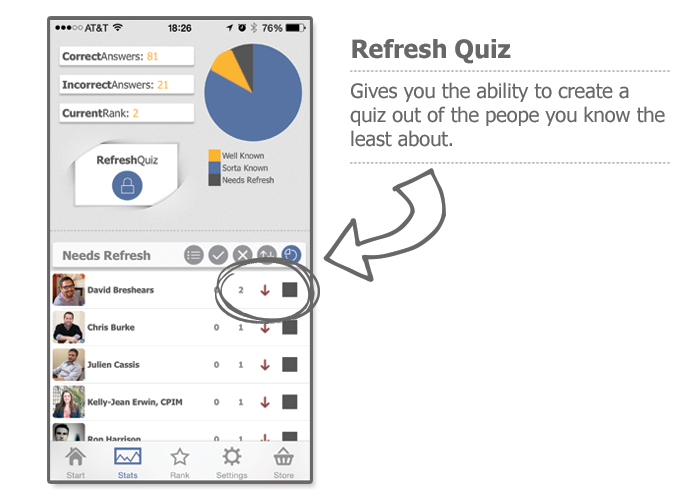 AT&T 18:26 76%
CorrectAnswers: 81
IncorrectAnswers: 21
CurrentRank: 2
RefreshQuiz
Well Known
Sorta Known
Needs Refresh
Needs Refresh
David Breshears 0 2
Chris Burke 0 1
Julien Cassis 0 1
Kelly-Jean Erwin, CPIM 0 1
Ron Harrison 0 1
Start Stats Rank Settings Store
Refresh Quiz
Gives you the ability to create a
quiz out of the peope you know the
least about.